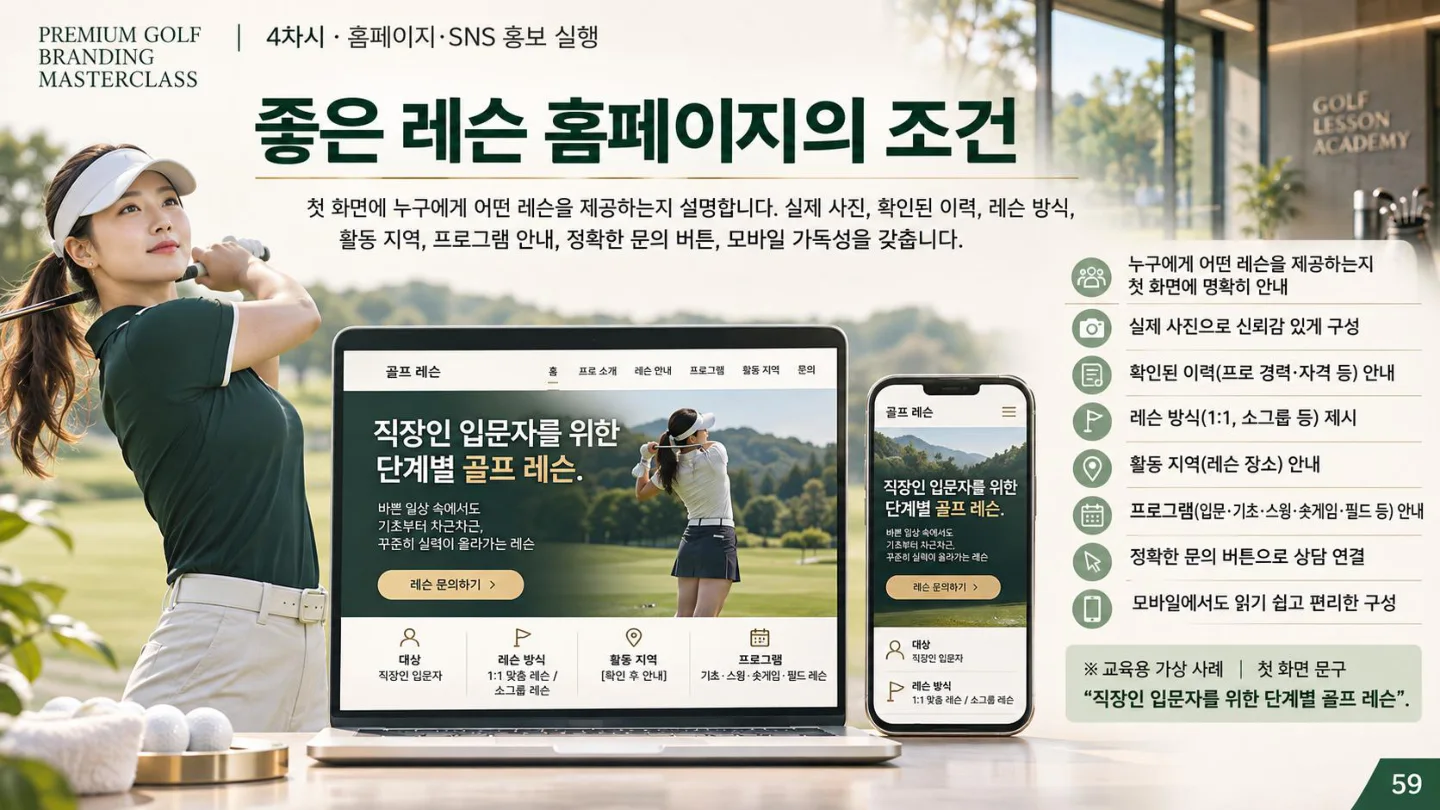 PREMIUM GOLF
BRANDING
MASTERCLASS
4차시 · 홈페이지·SNS 홍보 실행
좋은 레슨 홈페이지의 조건
첫 화면에 누구에게 어떤 레슨을 제공하는지 설명합니다. 실제 사진, 확인된 이력, 레슨 방식,
활동 지역, 프로그램 안내, 정확한 문의 버튼, 모바일 가독성을 갖춥니다.
GOLF
LESSON
ACADEMY
골프 레슨
홈 프로 소개 레슨 안내 프로그램 활동 지역 문의
직장인 입문자를 위한
단계별 골프 레슨.
바쁜 일상 속에서도
기초부터 차근차근,
꾸준히 실력이 올라가는 레슨
레슨 문의하기 >
대상
직장인 입문자
레슨 방식
1:1 맞춤 레슨 /
소그룹 레슨
활동 지역
[확인 후 안내]
프로그램
기초·스윙·숏게임·필드 레슨
골프 레슨
직장인 입문자를 위한
단계별 골프 레슨.
바쁜 일상 속에서도
기초부터 차근차근,
꾸준히 실력이 올라가는 레슨
레슨 문의하기 >
대상
직장인 입문자
레슨 방식
1:1 맞춤 레슨 / 소그룹 레슨
누구에게 어떤 레슨을 제공하는지
첫 화면에 명확히 안내
실제 사진으로 신뢰감 있게 구성
확인된 이력(프로 경력·자격 등) 안내
레슨 방식(1:1, 소그룹 등) 제시
활동 지역(레슨 장소) 안내
프로그램(입문·기초·스윙·숏게임·필드 등) 안내
정확한 문의 버튼으로 상담 연결
모바일에서도 읽기 쉽고 편리한 구성
※ 교육용 가상 사례 | 첫 화면 문구
“직장인 입문자를 위한 단계별 골프 레슨”.
59